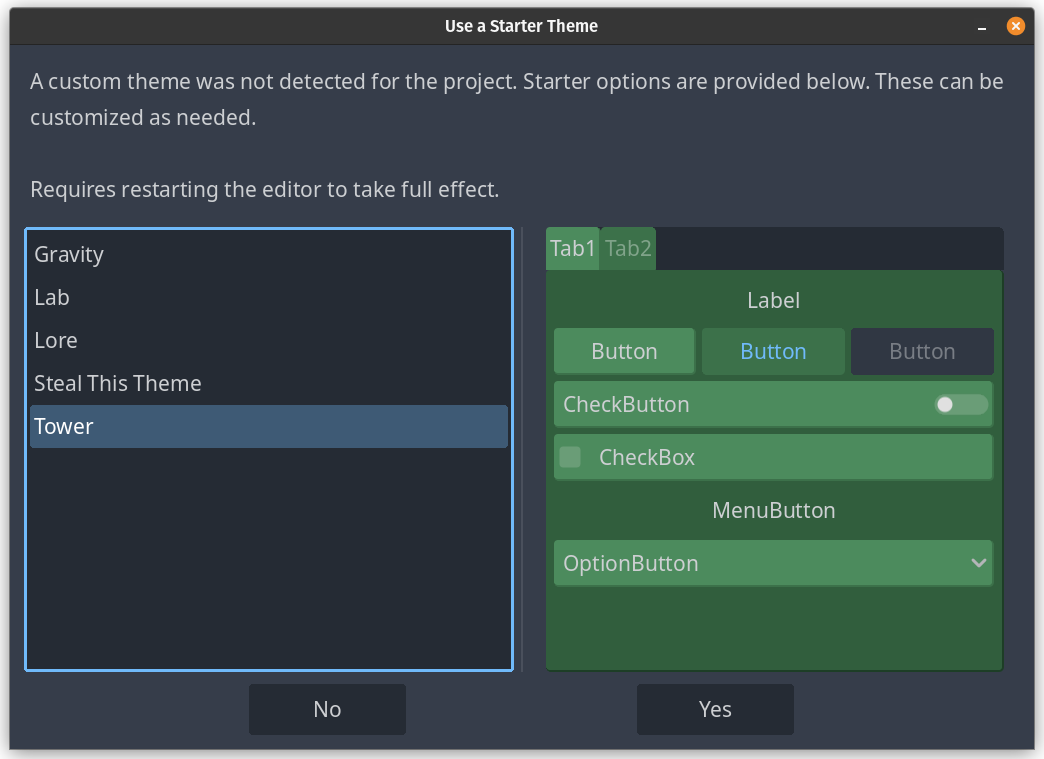 Use a Starter Theme
A custom theme was not detected for the project. Starter options are provided below. These can be
customized as needed.
Requires restarting the editor to take full effect.
Gravity
Lab
Lore
Steal This Theme
Tower
Tab1 Tab2
Label
Button Button Button
CheckButton
CheckBox
MenuButton
OptionButton
No Yes